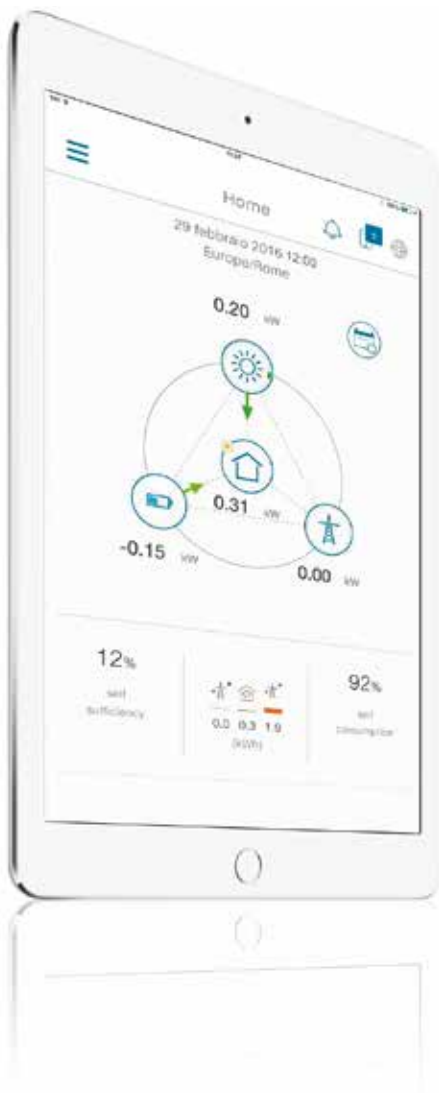 Home
29 febbraio 2016 12:00
Europe/Rome
0.20 kW
0.31 kW
-0.15 kW
0.00 kW
12%
self
sufficiency
0.0 0.3 1.9
(kWh)
92%
self
consumption